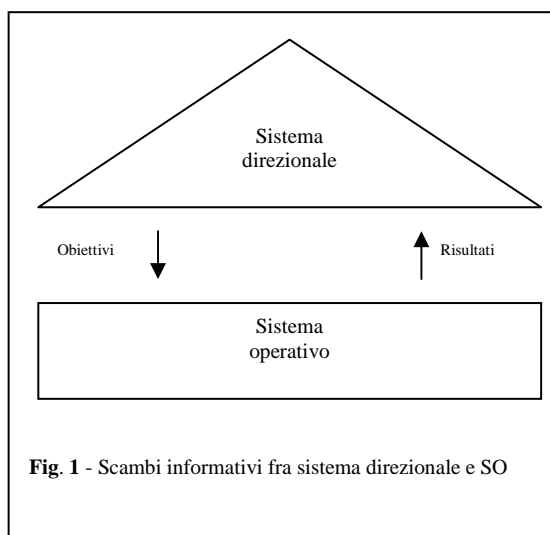 Sistema
direzionale
Obiettivi
Risultati
Sistema
operativo
Fig. 1 - Scambi informativi fra sistema direzionale e SO